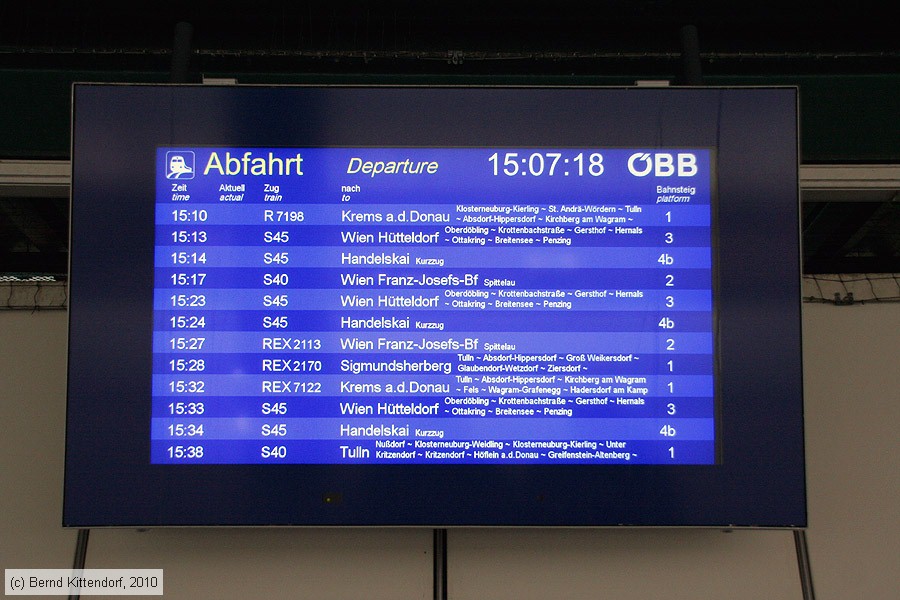 Abfahrt Departure 15:07:18 ÖBB
Zeit Aktuell Zug nach Bahnsteig
time actual train to platform
15:10 R 7198 Krems a.d.Donau Klosterneuburg-Kierling ~ St. Andrä-Wördern ~ Tulln ~ Absdorf-Hippersdorf ~ Kirchberg am Wagram ~ 1
15:13 S45 Wien Hütteldorf Oberdöbling ~ Krottenbachstraße ~ Gersthof ~ Hernals ~ Ottakring ~ Breitensee ~ Penzing 3
15:14 S45 Handelskai Kurzzug 4b
15:17 S40 Wien Franz-Josefs-Bf Spittelau 2
15:23 S45 Wien Hütteldorf Oberdöbling ~ Krottenbachstraße ~ Gersthof ~ Hernals ~ Ottakring ~ Breitensee ~ Penzing 3
15:24 S45 Handelskai Kurzzug 4b
15:27 REX 2113 Wien Franz-Josefs-Bf Spittelau 2
15:28 REX 2170 Sigmundsherberg Tulln ~ Absdorf-Hippersdorf ~ Groß Weikersdorf ~ Glaubendorf-Wetzdorf ~ Ziersdorf ~ 1
15:32 REX 7122 Krems a.d.Donau Tulln ~ Absdorf-Hippersdorf ~ Kirchberg am Wagram ~ Fels ~ Wagram-Grafenegg ~ Hadersdorf am Kamp 1
15:33 S45 Wien Hütteldorf Oberdöbling ~ Krottenbachstraße ~ Gersthof ~ Hernals ~ Ottakring ~ Breitensee ~ Penzing 3
15:34 S45 Handelskai Kurzzug 4b
15:38 S40 Tulln Nußdorf ~ Klosterneuburg-Weidling ~ Klosterneuburg-Kierling ~ Unter Kritzendorf ~ Kritzendorf ~ Höflein a.d.Donau ~ Greifenstein-Altenberg ~ 1
(c) Bernd Kittendorf, 2010